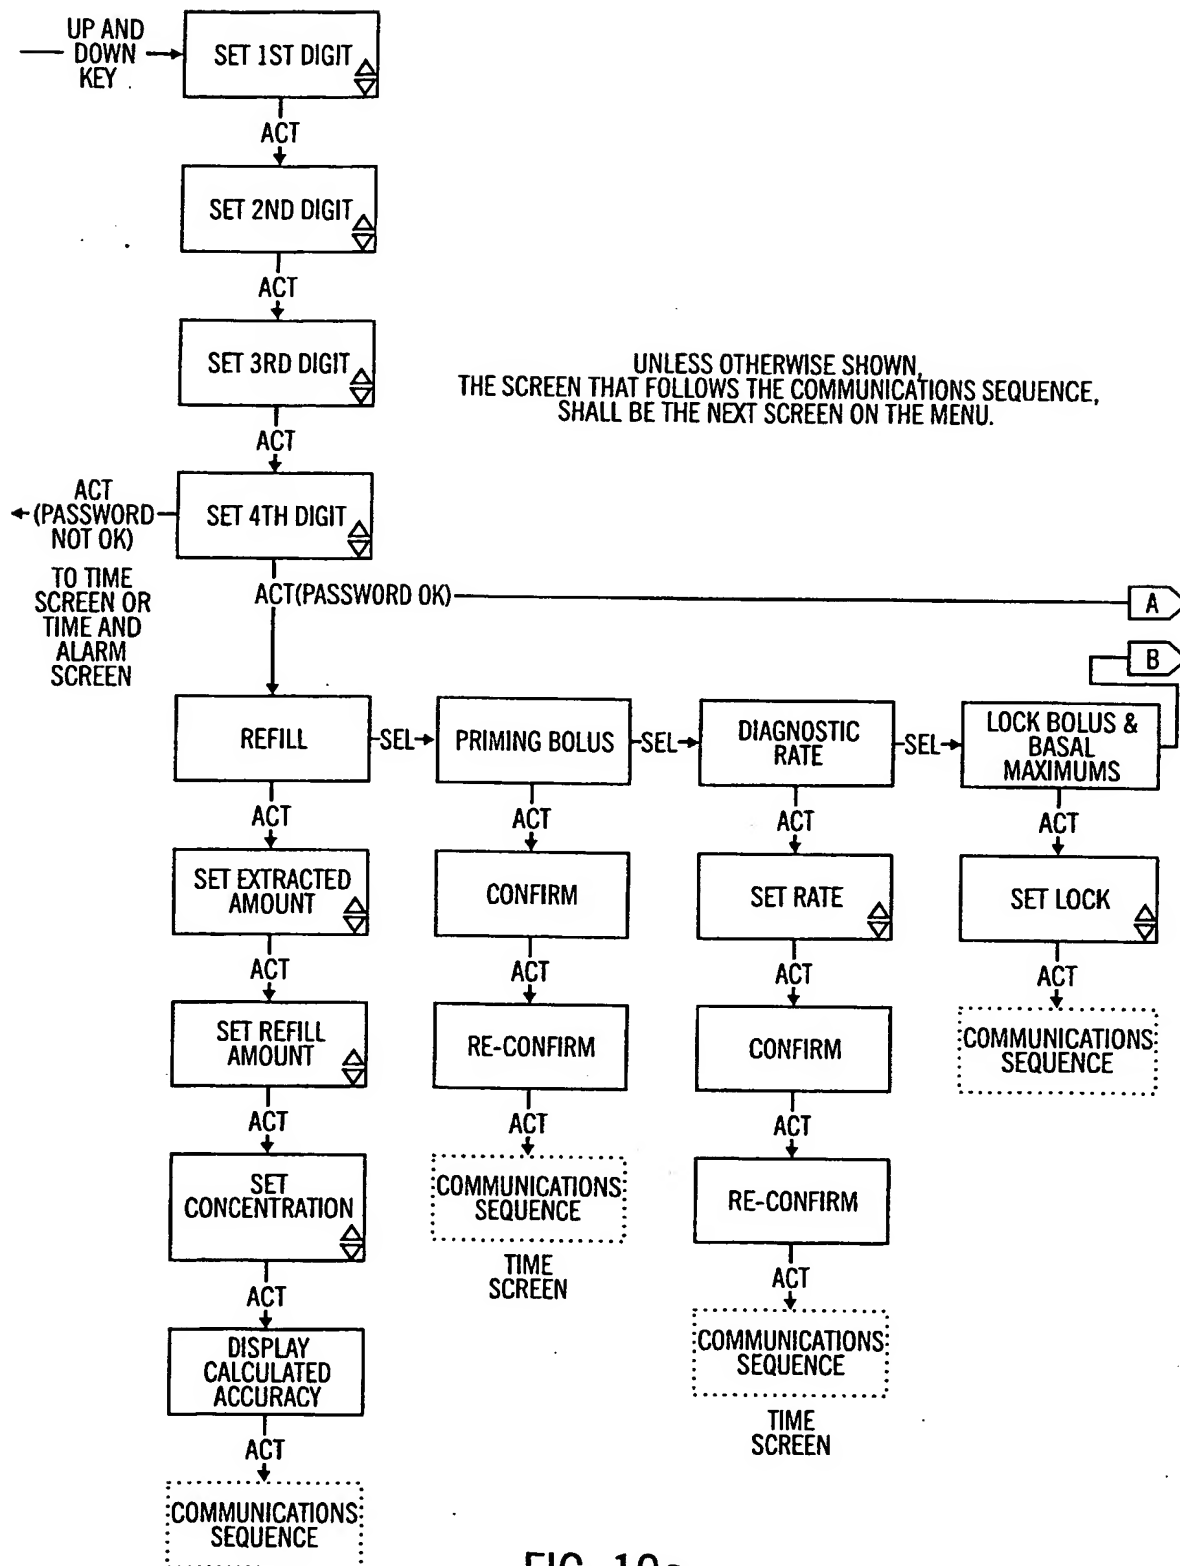 UP AND
DOWN
KEY
SET 1ST DIGIT
ACT
SET 2ND DIGIT
ACT
SET 3RD DIGIT
UNLESS OTHERWISE SHOWN,
THE SCREEN THAT FOLLOWS THE COMMUNICATIONS SEQUENCE,
SHALL BE THE NEXT SCREEN ON THE MENU.
ACT
ACT
(PASSWORD
NOT OK)
SET 4TH DIGIT
TO TIME
SCREEN OR
TIME AND
ALARM
SCREEN
ACT(PASSWORD OK)
A
B
REFILL
SEL
PRIMING BOLUS
SEL
DIAGNOSTIC
RATE
SEL
LOCK BOLUS &
BASAL
MAXIMUMS
ACT
ACT
ACT
ACT
SET EXTRACTED
AMOUNT
CONFIRM
SET RATE
SET LOCK
ACT
ACT
ACT
ACT
SET REFILL
AMOUNT
RE-CONFIRM
CONFIRM
COMMUNICATIONS
SEQUENCE
ACT
ACT
ACT
SET
CONCENTRATION
COMMUNICATIONS
SEQUENCE
TIME
SCREEN
RE-CONFIRM
ACT
ACT
DISPLAY
CALCULATED
ACCURACY
COMMUNICATIONS
SEQUENCE
TIME
SCREEN
ACT
COMMUNICATIONS
SEQUENCE